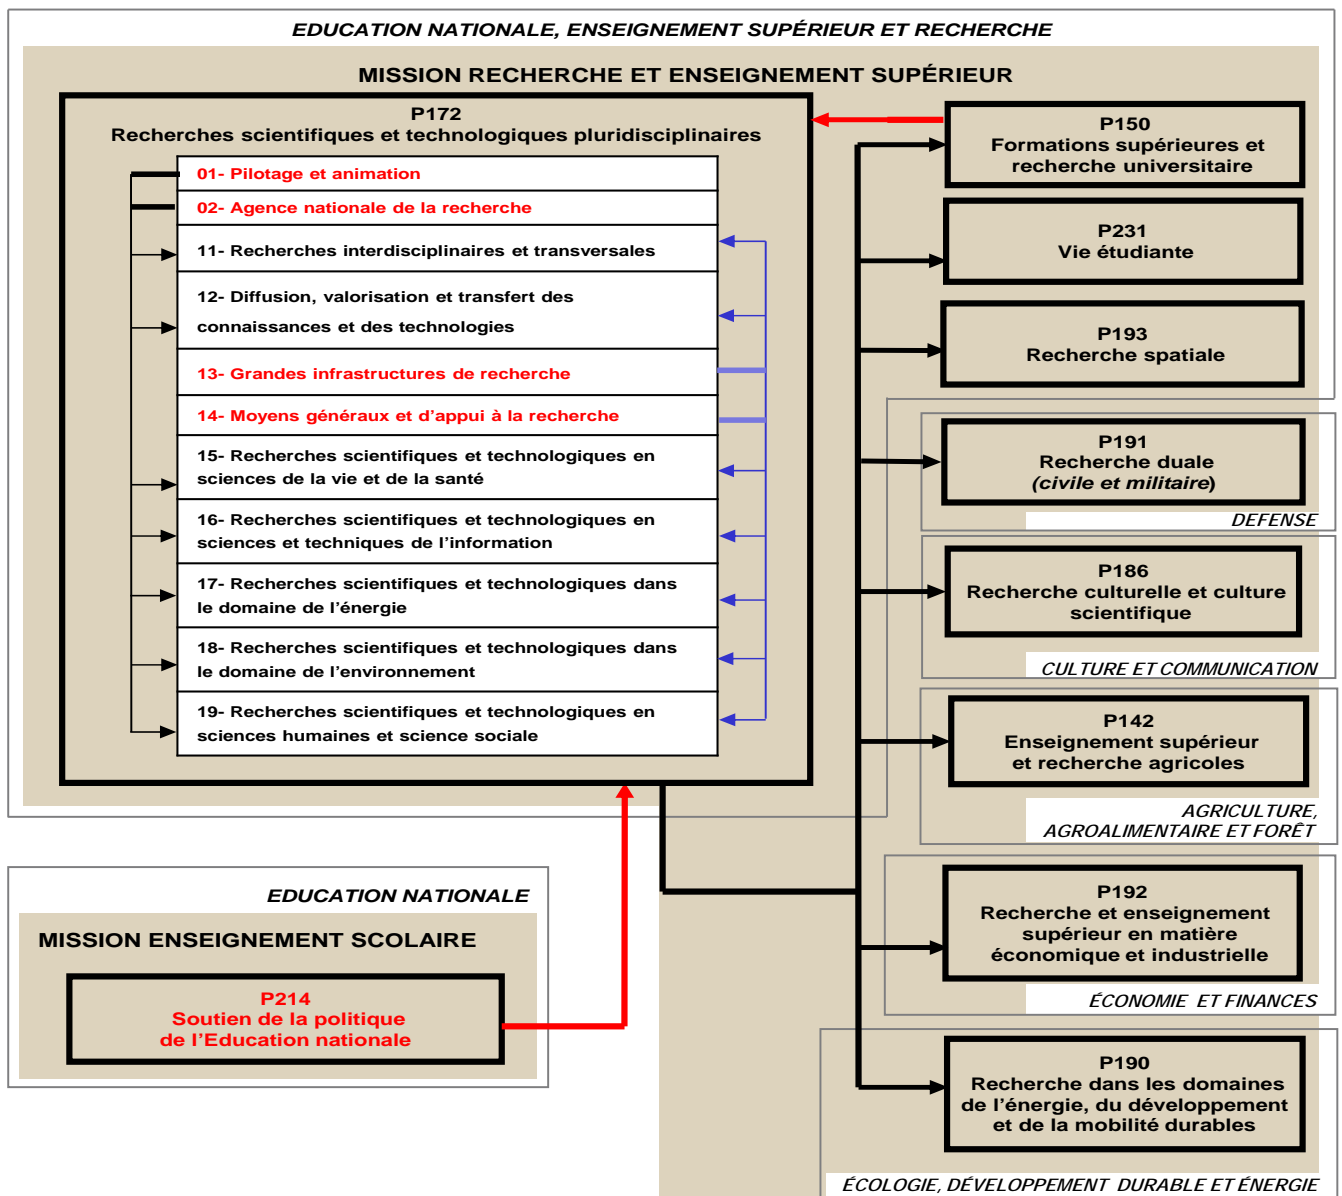 EDUCATION NATIONALE, ENSEIGNEMENT SUPÉRIEUR ET RECHERCHE
MISSION RECHERCHE ET ENSEIGNEMENT SUPÉRIEUR
P172
Recherches scientifiques et technologiques pluridisciplinaires
01- Pilotage et animation
02- Agence nationale de la recherche
11- Recherches interdisciplinaires et transversales
12- Diffusion, valorisation et transfert des
connaissances et des technologies
13- Grandes infrastructures de recherche
14- Moyens généraux et d'appui à la recherche
15- Recherches scientifiques et technologiques en
sciences de la vie et de la santé
16- Recherches scientifiques et technologiques en
sciences et techniques de l'information
17- Recherches scientifiques et technologiques dans
le domaine de l'énergie
18- Recherches scientifiques et technologiques dans
le domaine de l'environnement
19- Recherches scientifiques et technologiques en
sciences humaines et science sociale
P150
Formations supérieures et
recherche universitaire
P231
Vie étudiante
P193
Recherche spatiale
P191
Recherche duale
(civile et militaire)
DEFENSE
P186
Recherche culturelle et culture
scientifique
CULTURE ET COMMUNICATION
P142
Enseignement supérieur
et recherche agricoles
AGRICULTURE,
AGROALIMENTAIRE ET FORÊT
P192
Recherche et enseignement
supérieur en matière
économique et industrielle
ÉCONOMIE ET FINANCES
P190
Recherche dans les domaines
de l'énergie, du développement
et de la mobilité durables
ÉCOLOGIE, DÉVELOPPEMENT DURABLE ET ÉNERGIE
EDUCATION NATIONALE
MISSION ENSEIGNEMENT SCOLAIRE
P214
Soutien de la politique
de l'Education nationale